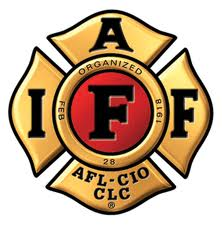 A
ORGANIZED
I F F
FEB 1918
28
AFL-CIO
CLC
®